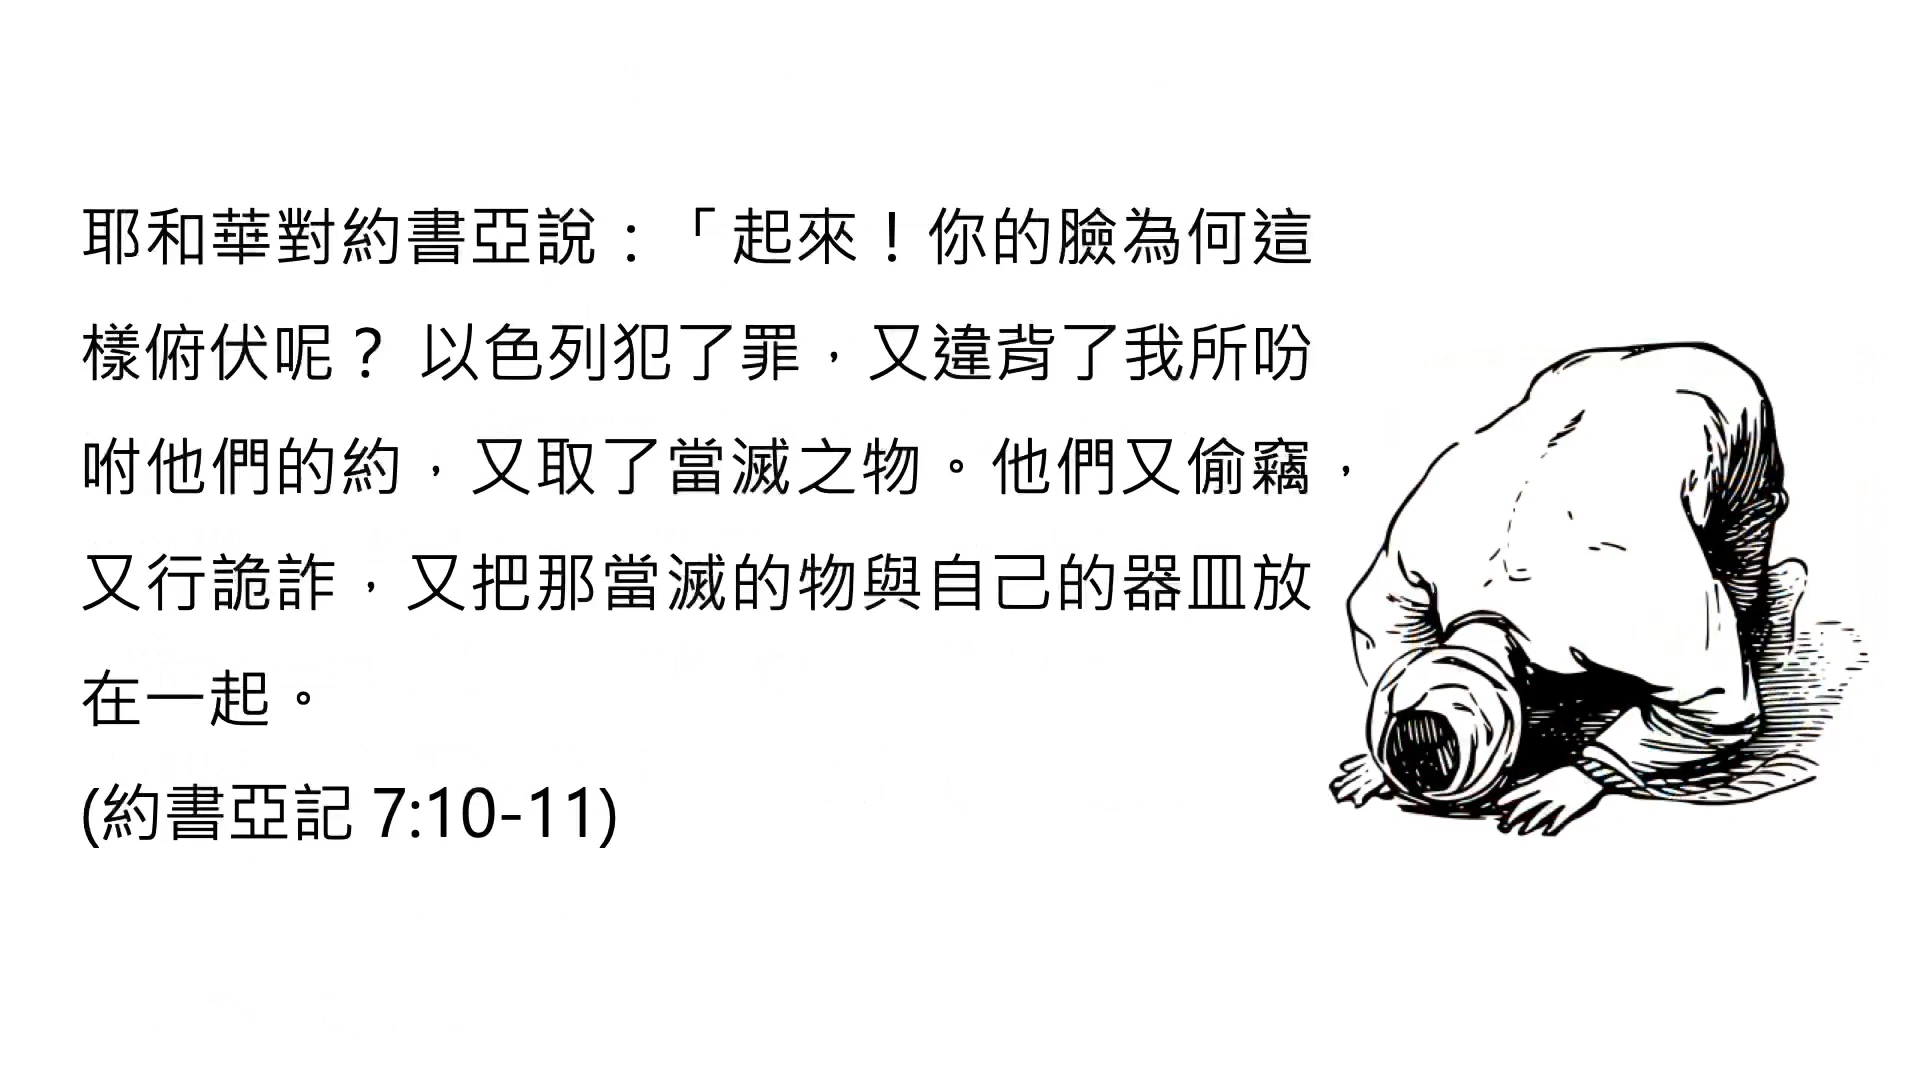 耶和華對約書亞說：「起來！你的臉為何這
樣俯伏呢？ 以色列犯了罪，又違背了我所吩
咐他們的約，又取了當滅之物。他們又偷竊，
又行詭詐，又把那當滅的物與自己的器皿放
在一起。
(約書亞記 7:10-11)